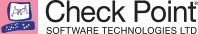 Check Point
SOFTWARE TECHNOLOGIES LTD